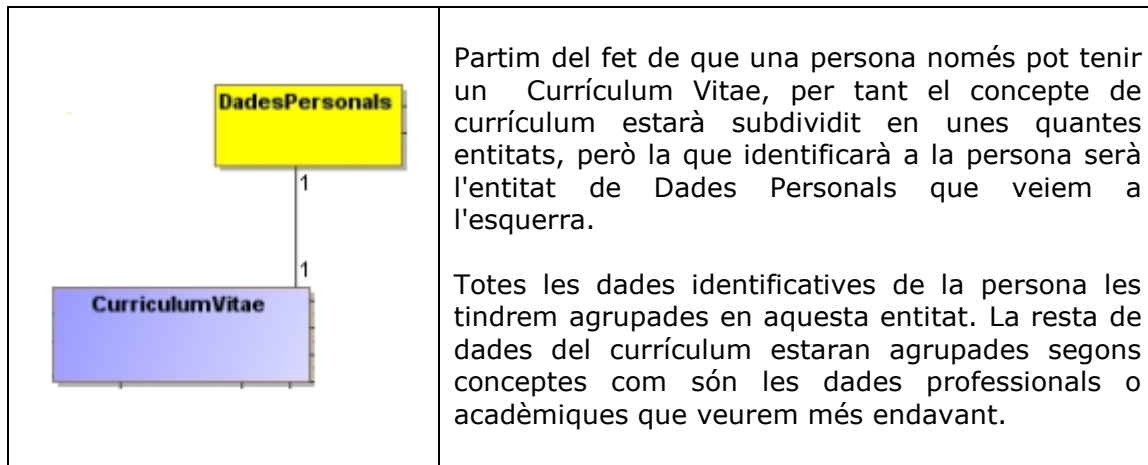 DadesPersonals
1
1
CurriculumVitae
Partim del fet de que una persona només pot tenir
un Currículum Vitae, per tant el concepte de
currículum estarà subdividit en unes quantes
entitats, però la que identificarà a la persona serà
l'entitat de Dades Personals que veiem a
l'esquerra.
Totes les dades identificatives de la persona les
tindrem agrupades en aquesta entitat. La resta de
dades del currículum estaran agrupades segons
conceptes com són les dades professionals o
acadèmiques que veurem més endavant.